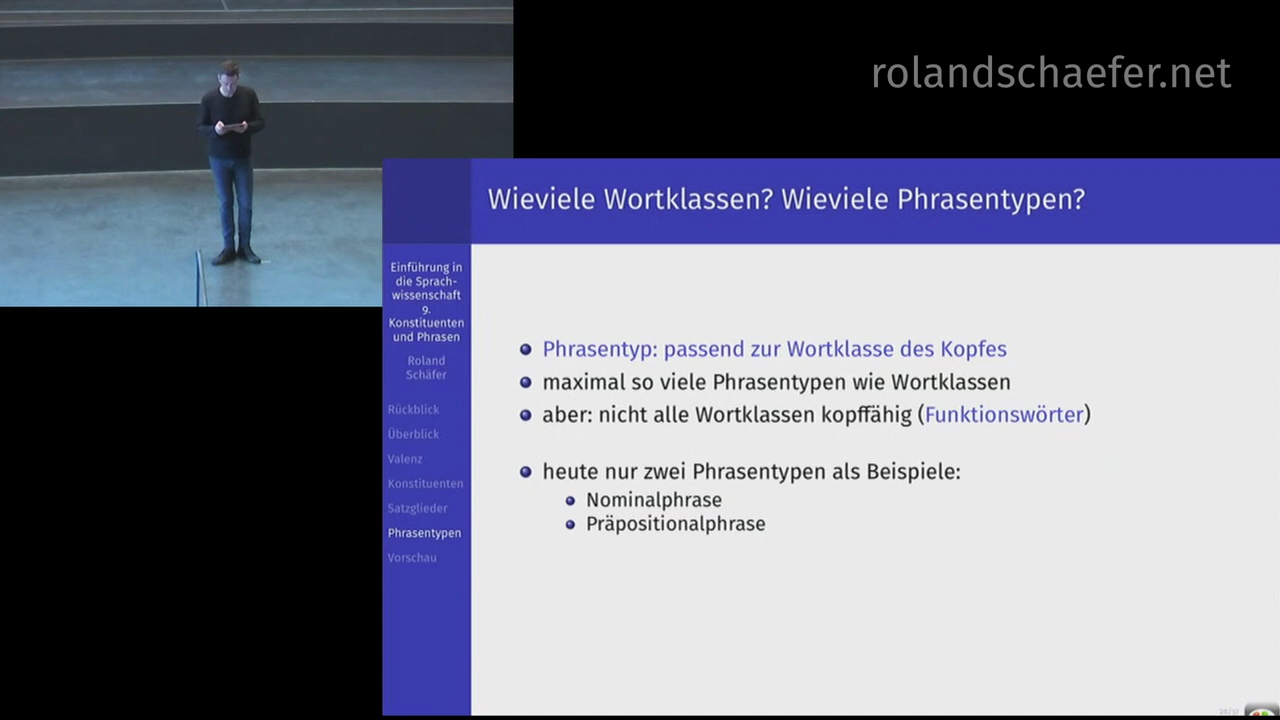 rolandschaefer.net
Wieviele Wortklassen? Wieviele Phrasentypen?
Einführung in
die Sprach-
wissenschaft
9.
Konstituenten
und Phrasen
Roland
Schäfer
Rückblick
Überblick
Valenz
Konstituenten
Satzglieder
Phrasentypen
Vorschau
Phrasentyp: passend zur Wortklasse des Kopfes
maximal so viele Phrasentypen wie Wortklassen
aber: nicht alle Wortklassen kopffähig (Funktionswörter)
heute nur zwei Phrasentypen als Beispiele:
Nominalphrase
Präpositionalphrase